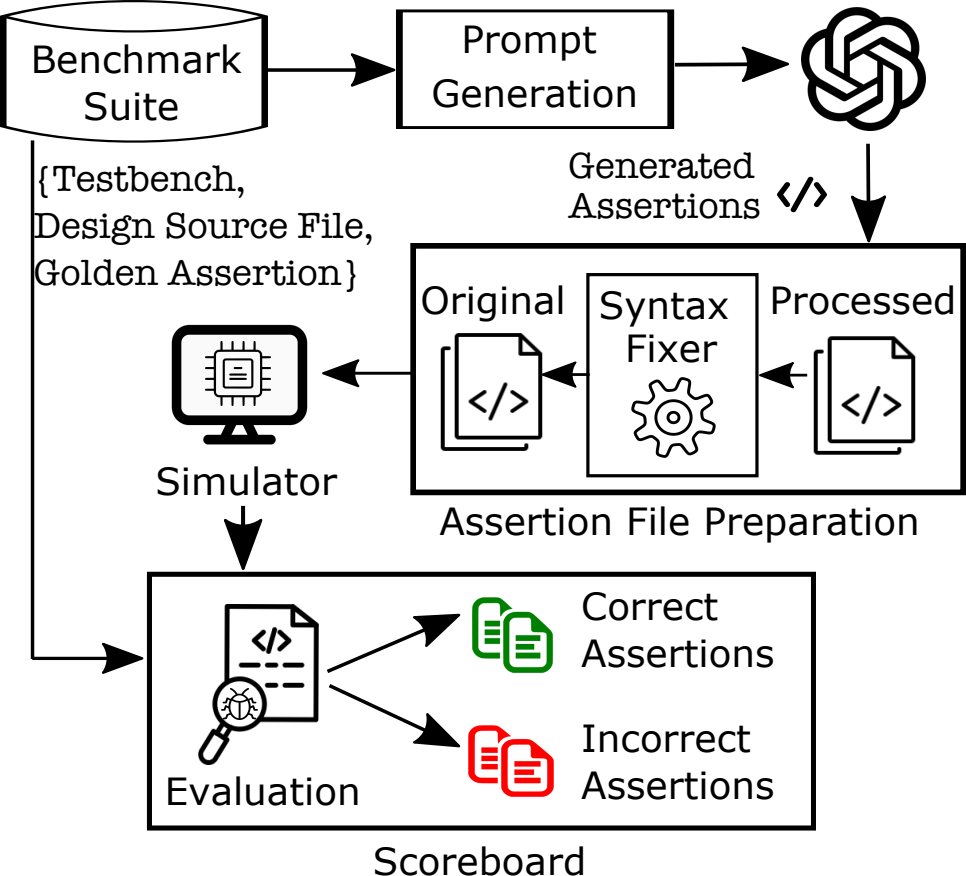 Benchmark
Suite
Prompt
Generation
{Testbench,
Design Source File,
Golden Assertion}
Generated
Assertions </>
Original
Syntax
Fixer
Processed
</>
</>
Simulator
Assertion File Preparation
</>
Evaluation
Correct
Assertions
Incorrect
Assertions
Scoreboard